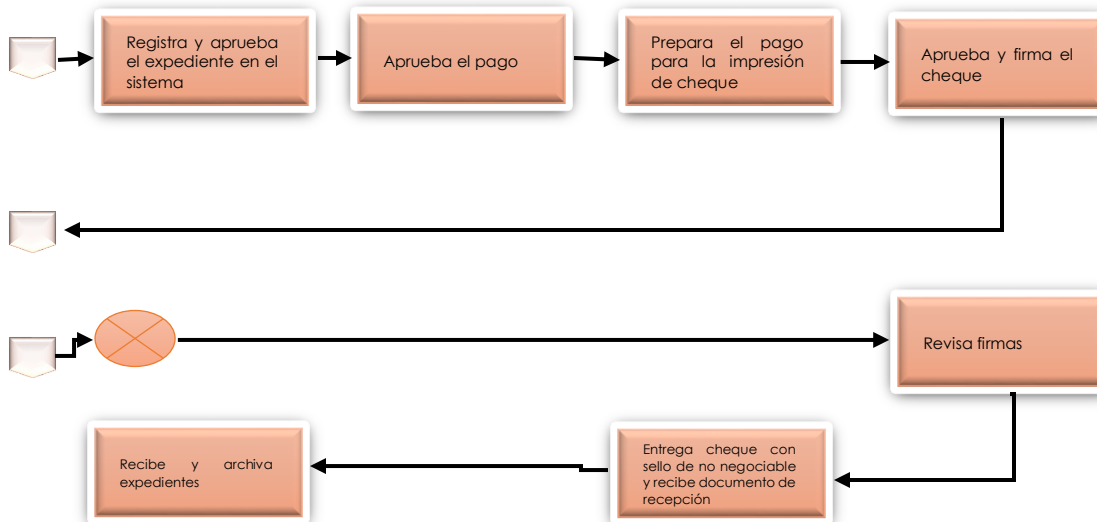 Registra y aprueba
el expediente en el
sistema
Aprueba el pago
Prepara el pago
para la impresión
de cheque
Aprueba y firma el
cheque
Revisa firmas
Recibe y archiva
expedientes
Entrega cheque con
sello de no negociable
y recibe documento de
recepción